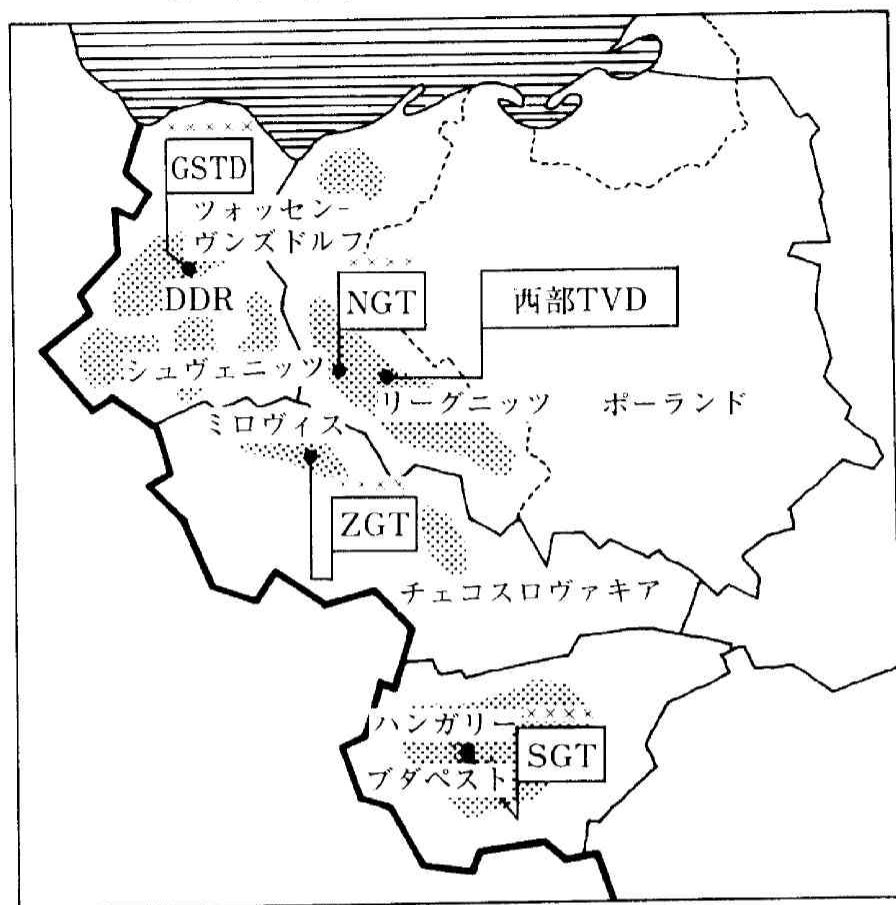 GSTD
ツォッセン-
ヴンズドルフ
DDR
NGT
西部TVD
シュヴェニッツ
リーグニッツ
ポーランド
ミロヴィス
ZGT
チェコスロヴァキア
ハンガリー
SGT
ブダペスト